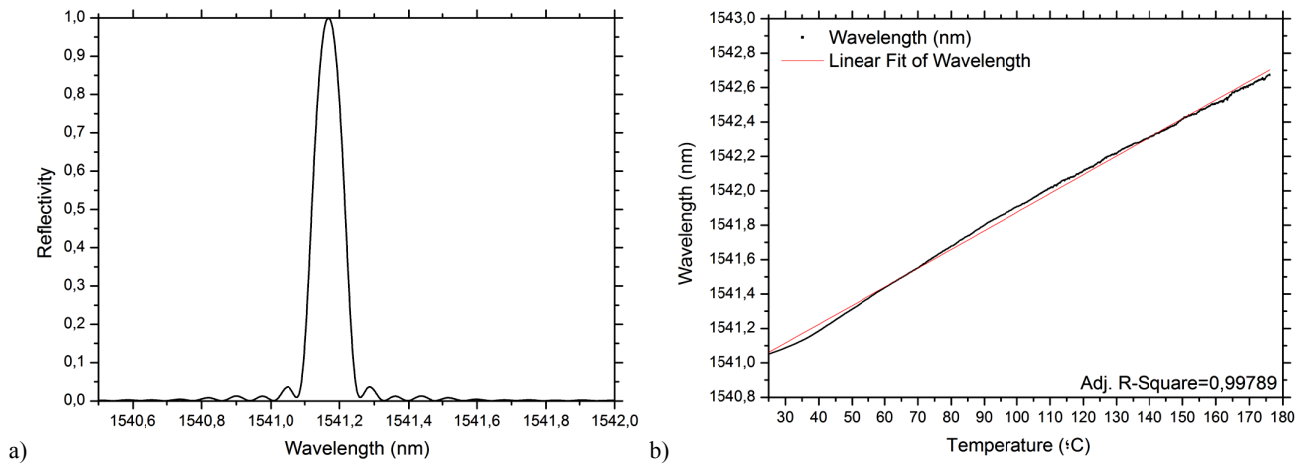 1,0
0,9
0,8
0,7
0,6
0,5
0,4
0,3
0,2
0,1
0,0
Reflectivity
1540,6 1540,8 1541,0 1541,2 1541,4 1541,6 1541,8 1542,0
Wavelength (nm)
a)
1543,0
1542,8
1542,6
1542,4
1542,2
1542,0
1541,8
1541,6
1541,4
1541,2
1541,0
1540,8
Wavelength (nm)
Wavelength (nm)
Linear Fit of Wavelength
Adj. R-Square=0,99789
30 40 50 60 70 80 90 100 110 120 130 140 150 160 170 180
Temperature (ºC)
b)